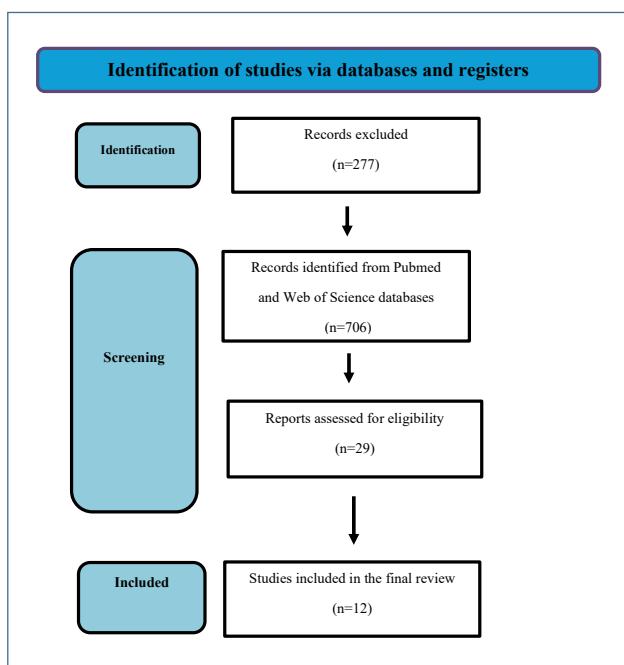 Identification of studies via databases and registers
Identification
Records excluded
(n=277)
Screening
Records identified from Pubmed
and Web of Science databases
(n=706)
Reports assessed for eligibility
(n=29)
Included
Studies included in the final review
(n=12)